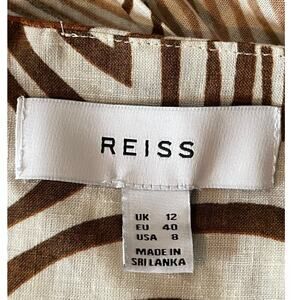 REISS
UK 12
EU 40
USA 8
MADE IN
SRI LANKA